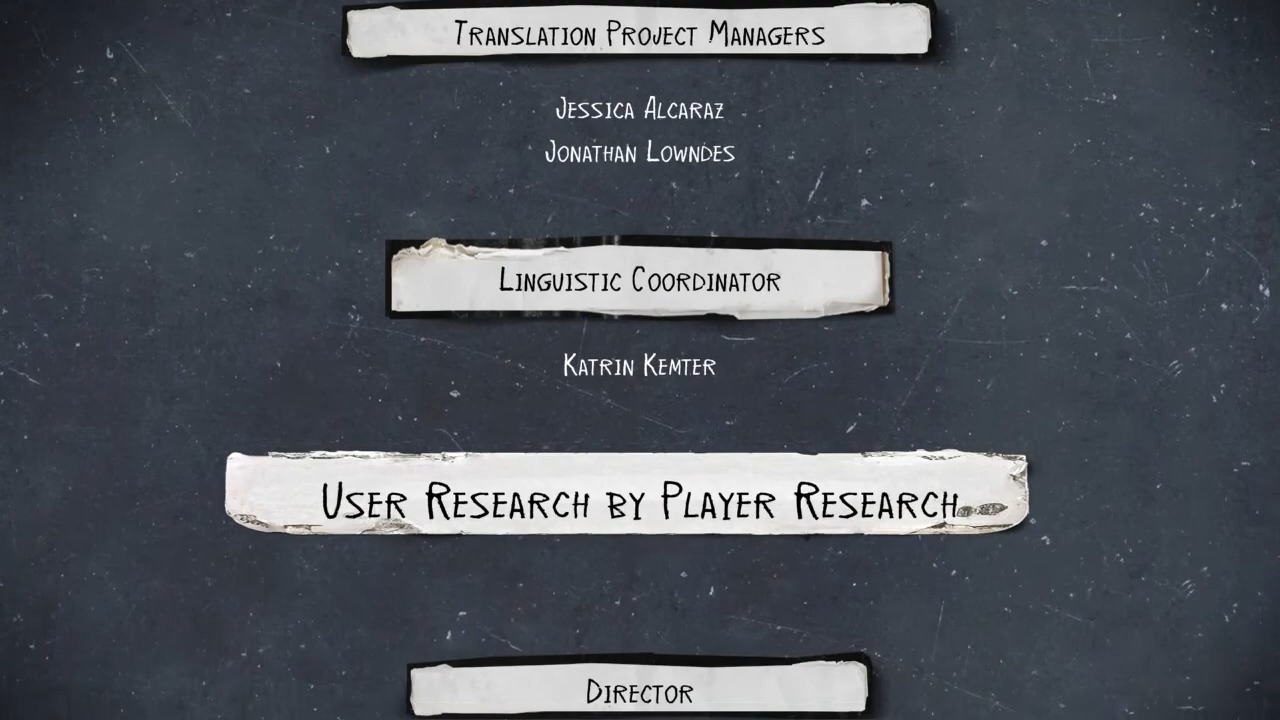 Translation Project Managers
Jessica Alcaraz
Jonathan Lowndes
Linguistic Coordinator
Katrin Kemter
User Research by Player Research
Director